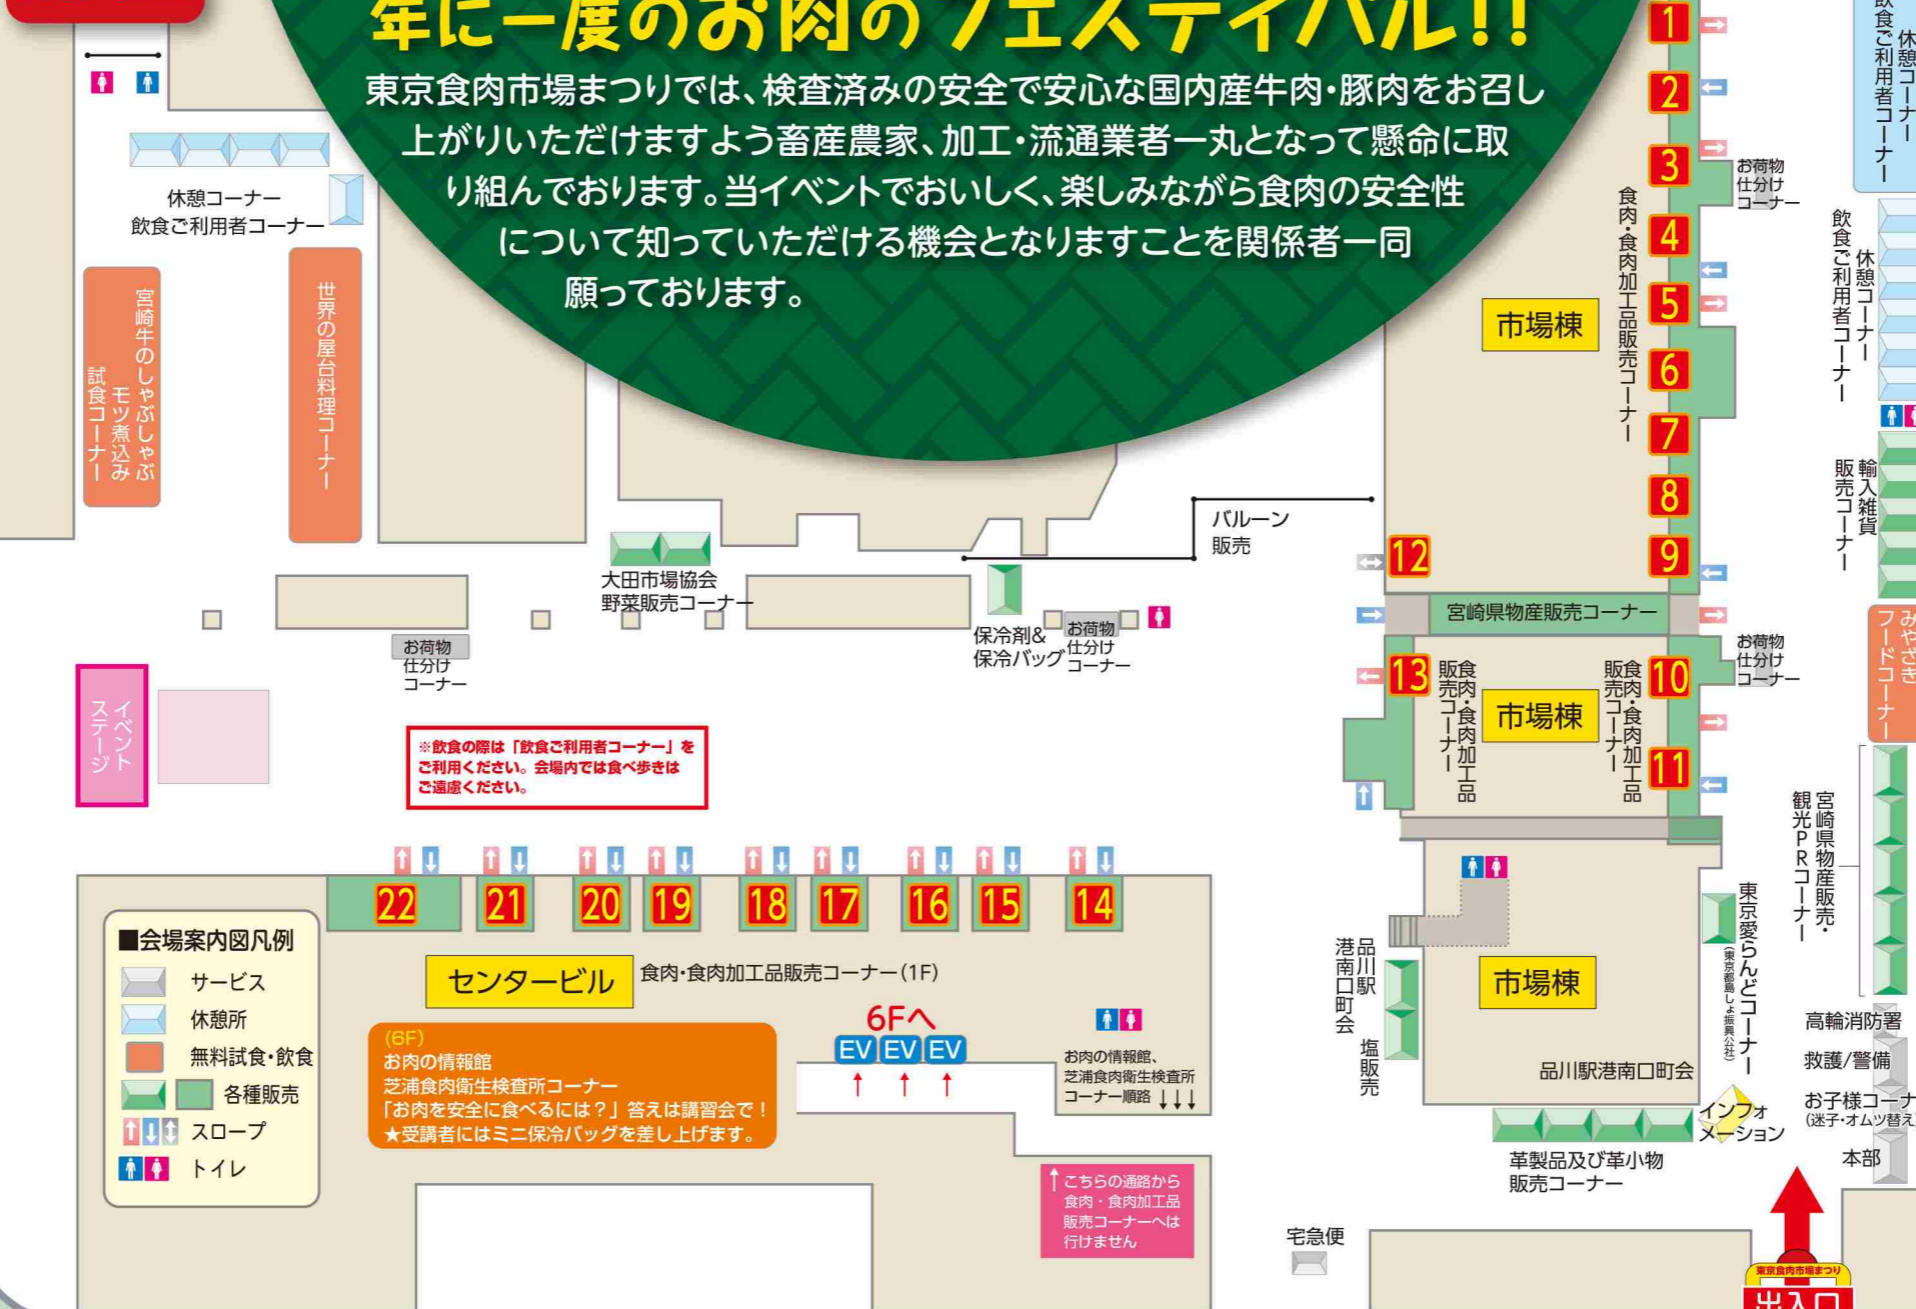 年に一度のお肉のフェスティバル!!
東京食肉市場まつりでは、検査済みの安全で安心な国内産牛肉・豚肉をお召し
上がりいただけますよう畜産農家、加工・流通業者一丸となって懸命に取
り組んでおります。当イベントでおいしく、楽しみながら食肉の安全性
について知っていただける機会となりますことを関係者一同
願っております。
休憩コーナー
飲食ご利用者コーナー
宮崎牛のしゃぶしゃぶ
モツ煮込み
試食コーナー
世界の屋台料理コーナー
大田市場協会
野菜販売コーナー
お荷物
仕分け
コーナー
保冷剤&
保冷バッグ
お荷物
仕分け
コーナー
バルーン
販売
イベント
ステージ
※飲食の際は「飲食ご利用者コーナー」を
ご利用ください。会場内では食べ歩きは
ご遠慮ください。
1
2
3
4
5
6
7
8
9
食肉・食肉加工品販売コーナー
市場棟
お荷物
仕分け
コーナー
12
宮崎県物産販売コーナー
13
食肉・食肉加工品
販売コーナー
市場棟
食肉・食肉加工品
販売コーナー
10
11
お荷物
仕分け
コーナー
休憩コーナー
飲食ご利用者コーナー
休憩コーナー
飲食ご利用者コーナー
輸入雑貨
販売コーナー
みやざき
フードコーナー
宮崎県物産販売・
観光PRコーナー
高輪消防署
救護/警備
お子様コーナ
(迷子・オムツ替え
本部
東京愛らんどコーナー
(東京都島しょ振興公社)
市場棟
品川駅港南口町会
品川駅
港南口町会
塩販売
インフォ
メーション
革製品及び革小物
販売コーナー
22
21
20
19
18
17
16
15
14
センタービル
食肉・食肉加工品販売コーナー(1F)
■会場案内図凡例
サービス
休憩所
無料試食・飲食
各種販売
スロープ
トイレ
(6F)
お肉の情報館
芝浦食肉衛生検査所コーナー
「お肉を安全に食べるには？」答えは講習会で！
★受講者にはミニ保冷バッグを差し上げます。
6Fへ
EV EV EV
お肉の情報館、
芝浦食肉衛生検査所
コーナー順路 ↓↓↓
↑こちらの通路から
食肉・食肉加工品
販売コーナーへは
行けません
宅急便
東京食肉市場まつり
出入口